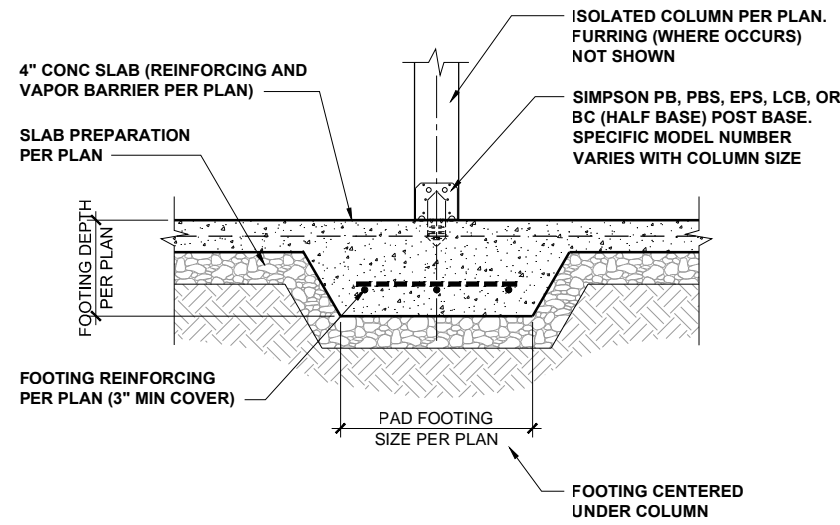 ISOLATED COLUMN PER PLAN.
FURRING (WHERE OCCURS)
NOT SHOWN
4" CONC SLAB (REINFORCING AND
VAPOR BARRIER PER PLAN)
SIMPSON PB, PBS, EPS, LCB, OR
BC (HALF BASE) POST BASE.
SPECIFIC MODEL NUMBER
VARIES WITH COLUMN SIZE
SLAB PREPARATION
PER PLAN
FOOTING DEPTH
PER PLAN
FOOTING REINFORCING
PER PLAN (3" MIN COVER)
PAD FOOTING
SIZE PER PLAN
FOOTING CENTERED
UNDER COLUMN